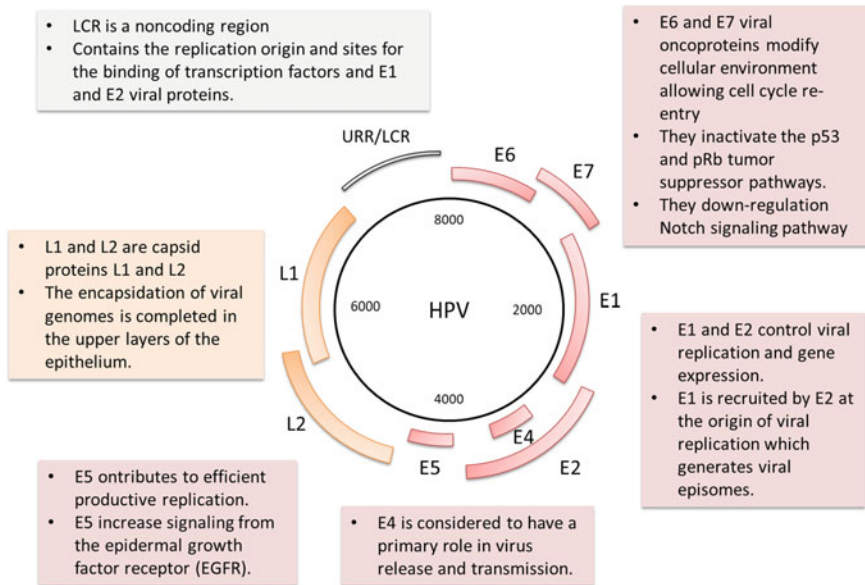 • LCR is a noncoding region
• Contains the replication origin and sites for
the binding of transcription factors and E1
and E2 viral proteins.
• E6 and E7 viral
oncoproteins modify
cellular environment
allowing cell cycle re-
entry
• They inactivate the p53
and pRb tumor
suppressor pathways.
• They down-regulation
Notch signaling pathway
URR/LCR
E6
E7
8000
• L1 and L2 are capsid
proteins L1 and L2
• The encapsidation of viral
genomes is completed in
the upper layers of the
epithelium.
L1
6000
HPV
2000
E1
• E1 and E2 control viral
replication and gene
expression.
• E1 is recruited by E2 at
the origin of viral
replication which
generates viral
episomes.
4000
L2
E5
E4
E2
• E5 ontributes to efficient
productive replication.
• E5 increase signaling from
the epidermal growth
factor receptor (EGFR).
• E4 is considered to have a
primary role in virus
release and transmission.